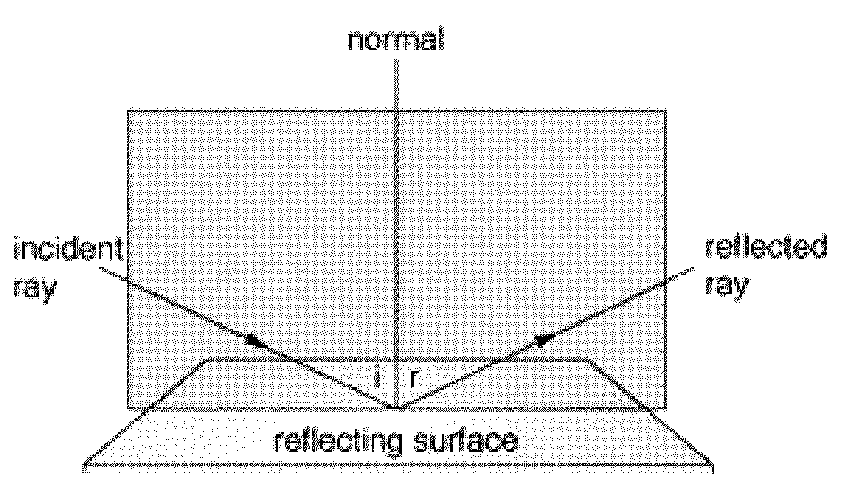 normal
incident
ray
reflected
ray
i
r
reflecting surface